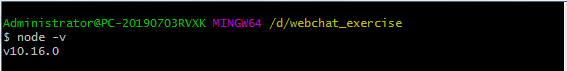 Administrator@PC-20190703RVXK MINGW64 /d/webchat_exercise
$ node -v
v10.16.0